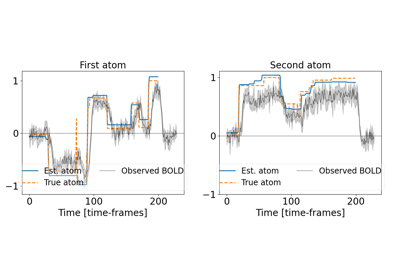 First atom
1
0
−1
Est. atom
True atom
Observed BOLD
0
100
200
Time [time-frames]
Second atom
1
0
−1
Est. atom
True atom
Observed BOLD
0
100
200
Time [time-frames]